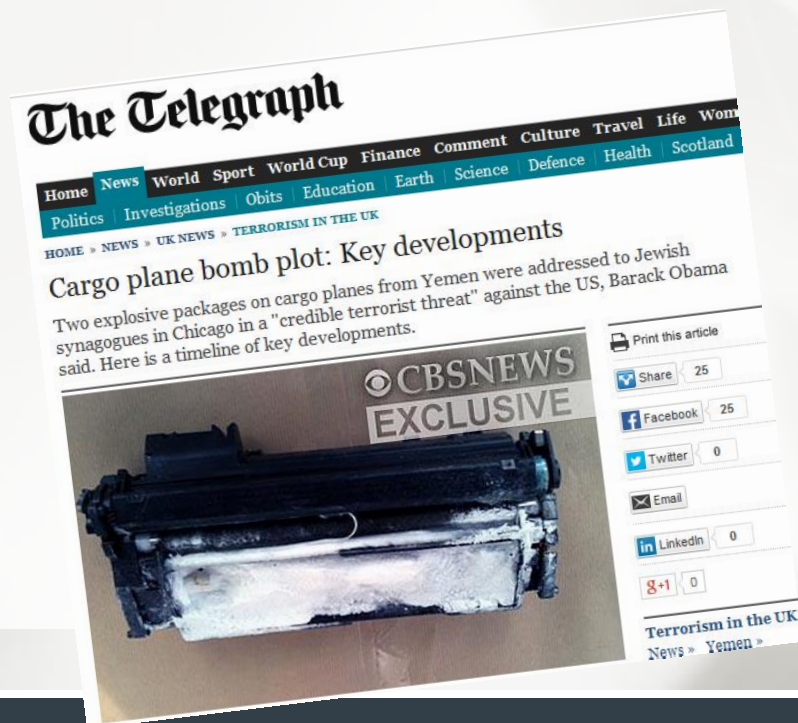 The Telegraph
Home News World Sport World Cup Finance Comment Culture Travel Life Wom
Politics Investigations Obits Education Earth Science Defence Health Scotland
HOME » NEWS » UK NEWS » TERRORISM IN THE UK
Cargo plane bomb plot: Key developments
Two explosive packages on cargo planes from Yemen were addressed to Jewish
synagogues in Chicago in a "credible terrorist threat" against the US, Barack Obama
said. Here is a timeline of key developments.
CBSNEWS
EXCLUSIVE
Print this article
Share 25
Facebook 25
Twitter 0
Email
in LinkedIn 0
g+1 0
Terrorism in the UK
News » Yemen »